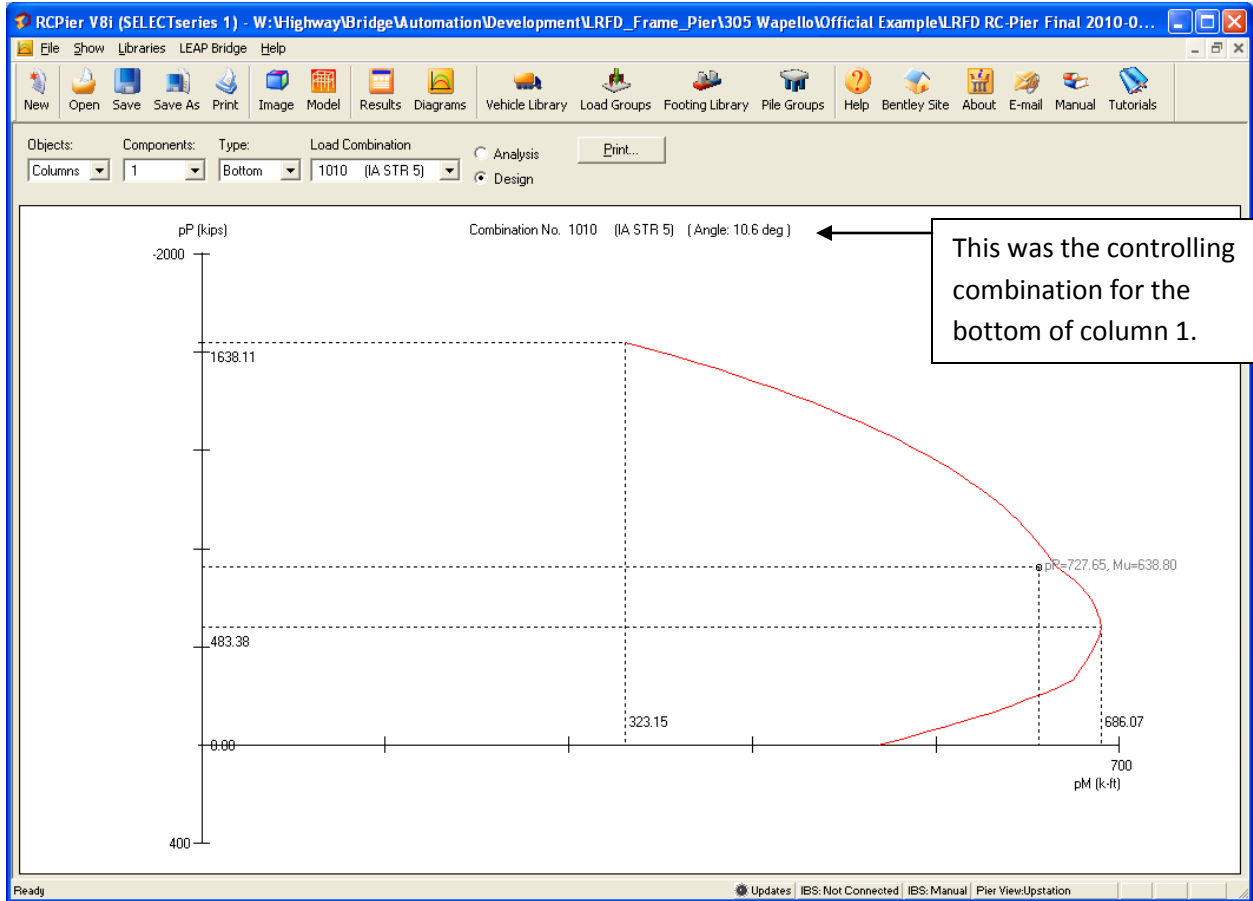 RCPier V8i (SELECTseries 1) - W:\Highway\Bridge\Automation\Development\LRFD_Frame_Pier\305 Wapello\Official Example\LRFD RC-Pier Final 2010-0...
File Show Libraries LEAP Bridge Help
New Open Save Save As Print Image Model Results Diagrams Vehicle Library Load Groups Footing Library Pile Groups Help Bentley Site About E-mail Manual Tutorials
Objects: Components: Type: Load Combination
Columns 1 Bottom 1010 (IA STR 5)
Analysis
Design
Print...
pP (kips)
Combination No. 1010 (IA STR 5) ( Angle: 10.6 deg )
This was the controlling
combination for the
bottom of column 1.
-2000
1638.11
pP=727.65, Mu=638.80
483.38
323.15
686.07
0.00
700
pM (k-ft)
400
Ready
Updates IBS: Not Connected IBS: Manual Pier View:Upstation